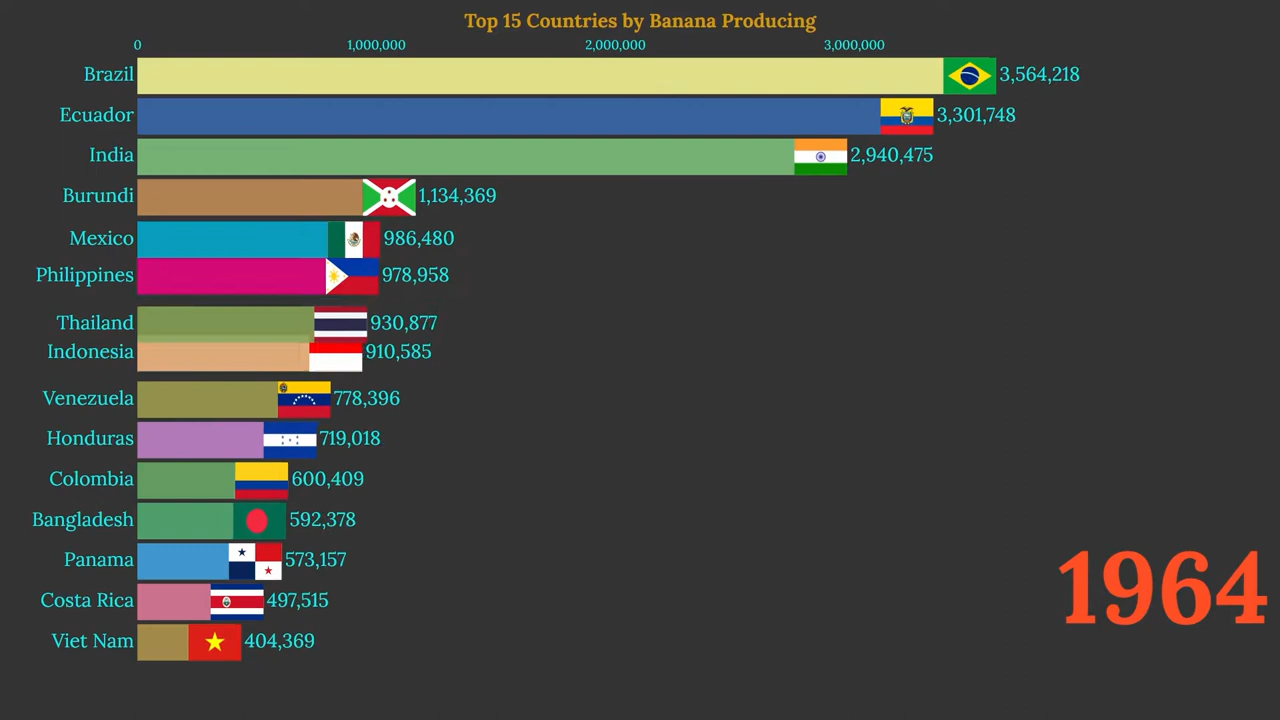 Top 15 Countries by Banana Producing
0 1,000,000 2,000,000 3,000,000
Brazil 3,564,218
Ecuador 3,301,748
India 2,940,475
Burundi 1,134,369
Mexico 986,480
Philippines 978,958
Thailand 930,877
Indonesia 910,585
Venezuela 778,396
Honduras 719,018
Colombia 600,409
Bangladesh 592,378
Panama 573,157
Costa Rica 497,515
Viet Nam 404,369
1964